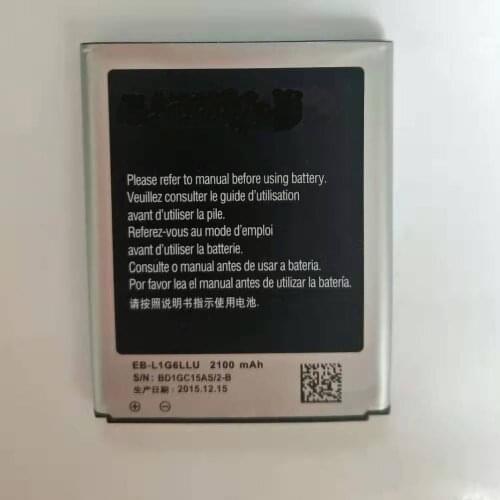 Please refer to manual before using battery.
Veuillez consulter le guide d'utilisation
avant d'utiliser la pile.
Referez-vous au mode d'emploi
avant d'utiliser la batterie.
Consulte o manual antes de usar a bateria.
Por favor lea el manual antes de utilizar la batería.
请按照说明书指示使用电池.
EB-L1G6LLU 2100 mAh
S/N: BD1GC15AS/2-B
生产日期: 2015.12.15